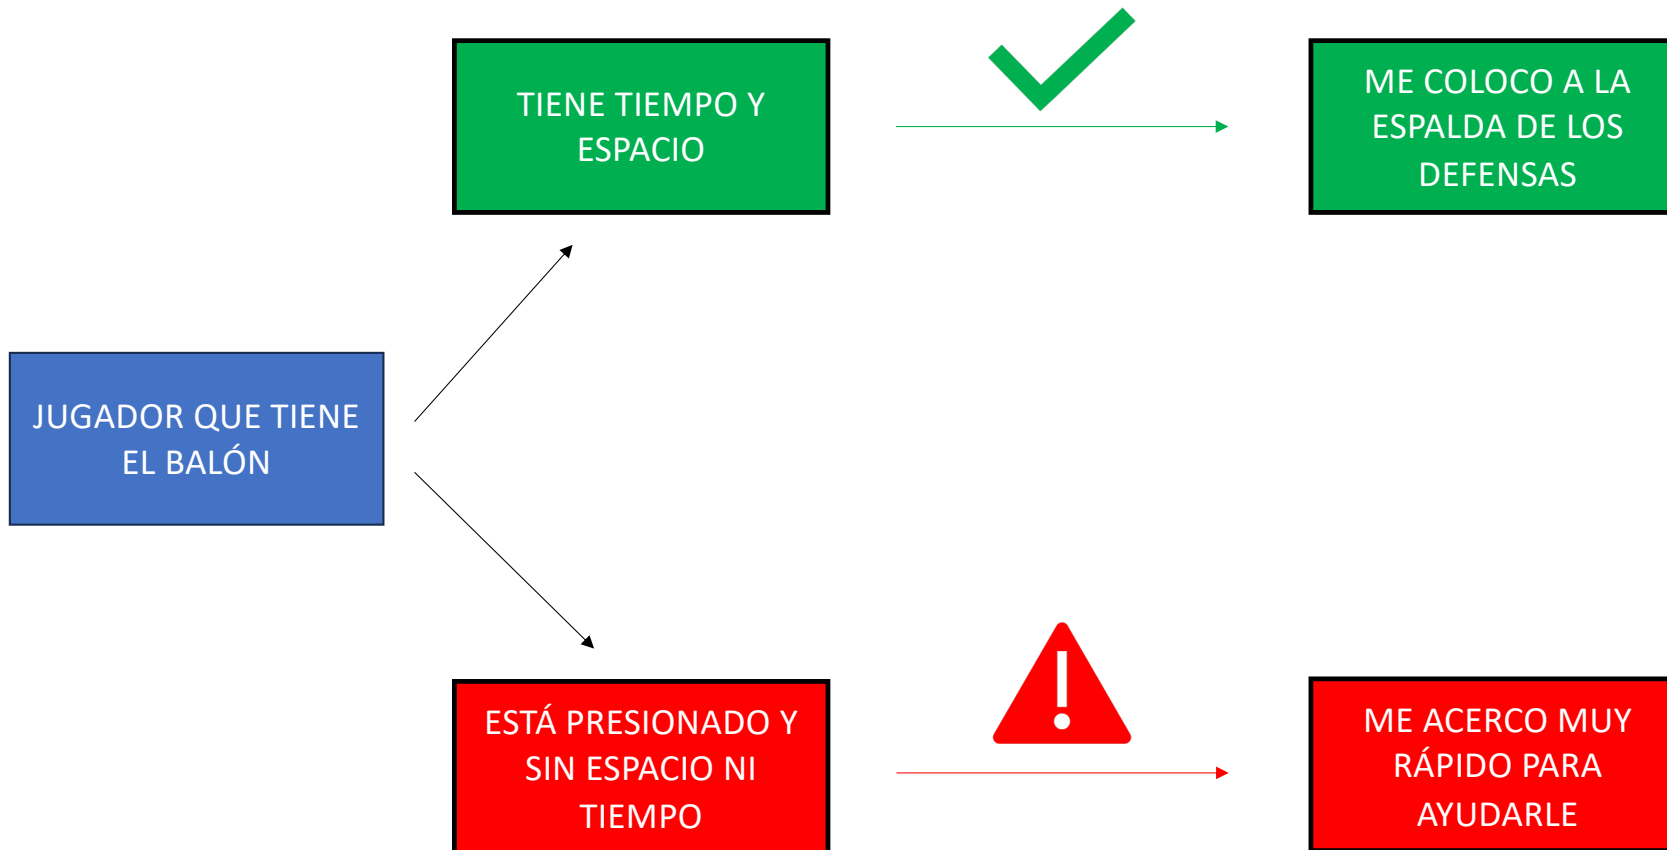 TIENE TIEMPO Y
ESPACIO
ME COLOCO A LA
ESPALDA DE LOS
DEFENSAS
JUGADOR QUE TIENE
EL BALÓN
ESTÁ PRESIONADO Y
SIN ESPACIO NI
TIEMPO
ME ACERCO MUY
RÁPIDO PARA
AYUDARLE